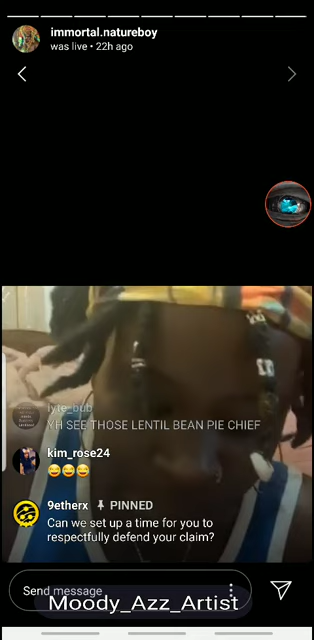 immortal.natureboy
was live • 22h ago
lyte_bub
YH SEE THOSE LENTIL BEAN PIE CHIEF
kim_rose24
😂😂😂
9etherx PINNED
Can we set up a time for you to
respectfully defend your claim?
Send message
Moody_Azz_Artist